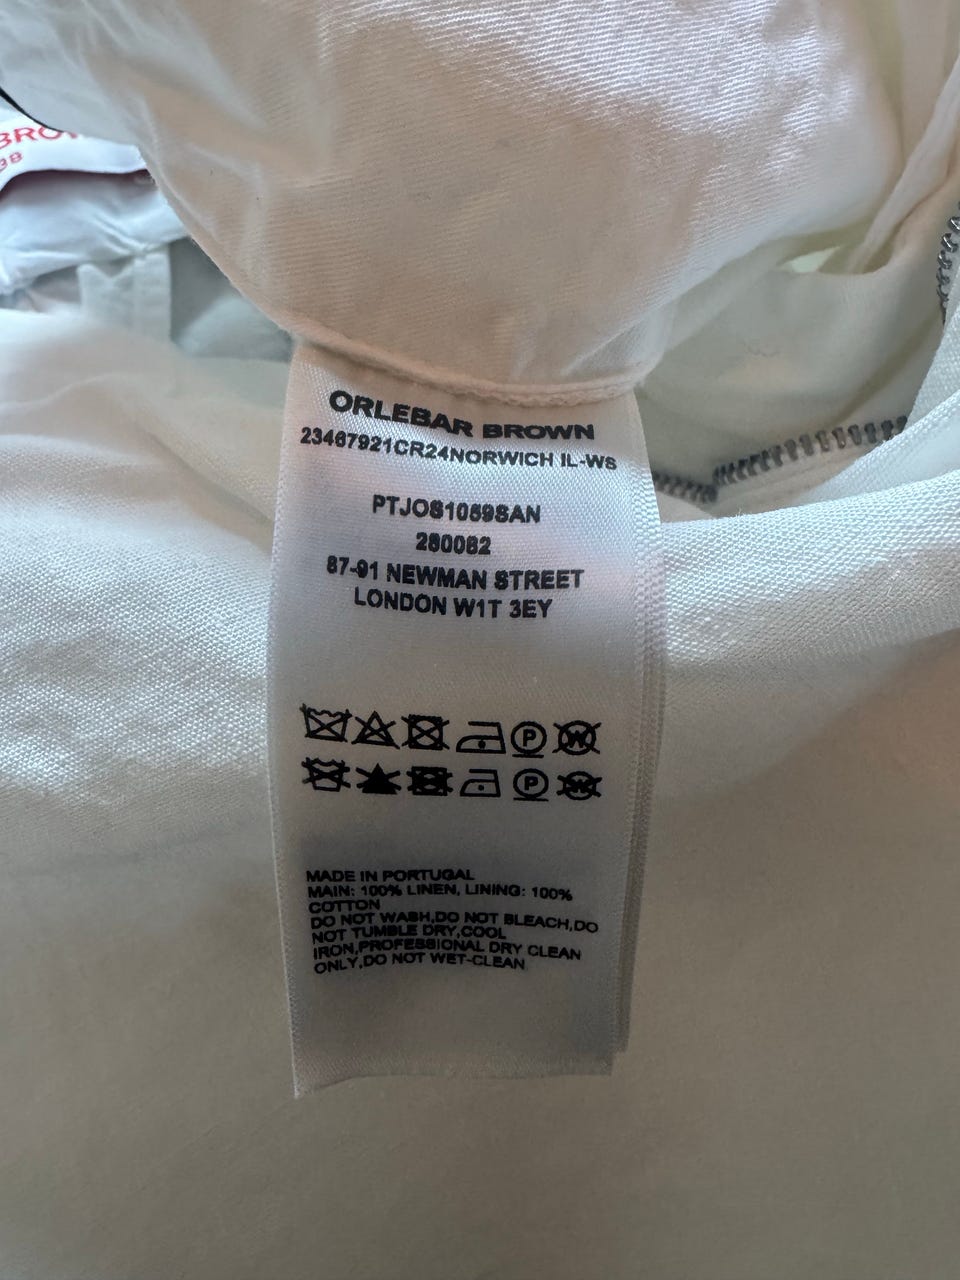 ORLEBAR BROWN
23467921CR24NORWICH IL-WS
PTJOS1059SAN
280082
87-91 NEWMAN STREET
LONDON W1T 3EY
W
P
W
P
MADE IN PORTUGAL
MAIN: 100% LINEN, LINING: 100%
COTTON
DO NOT WASH,DO NOT BLEACH,DO
NOT TUMBLE DRY,COOL
IRON,PROFESSIONAL DRY CLEAN
ONLY,DO NOT WET-CLEAN